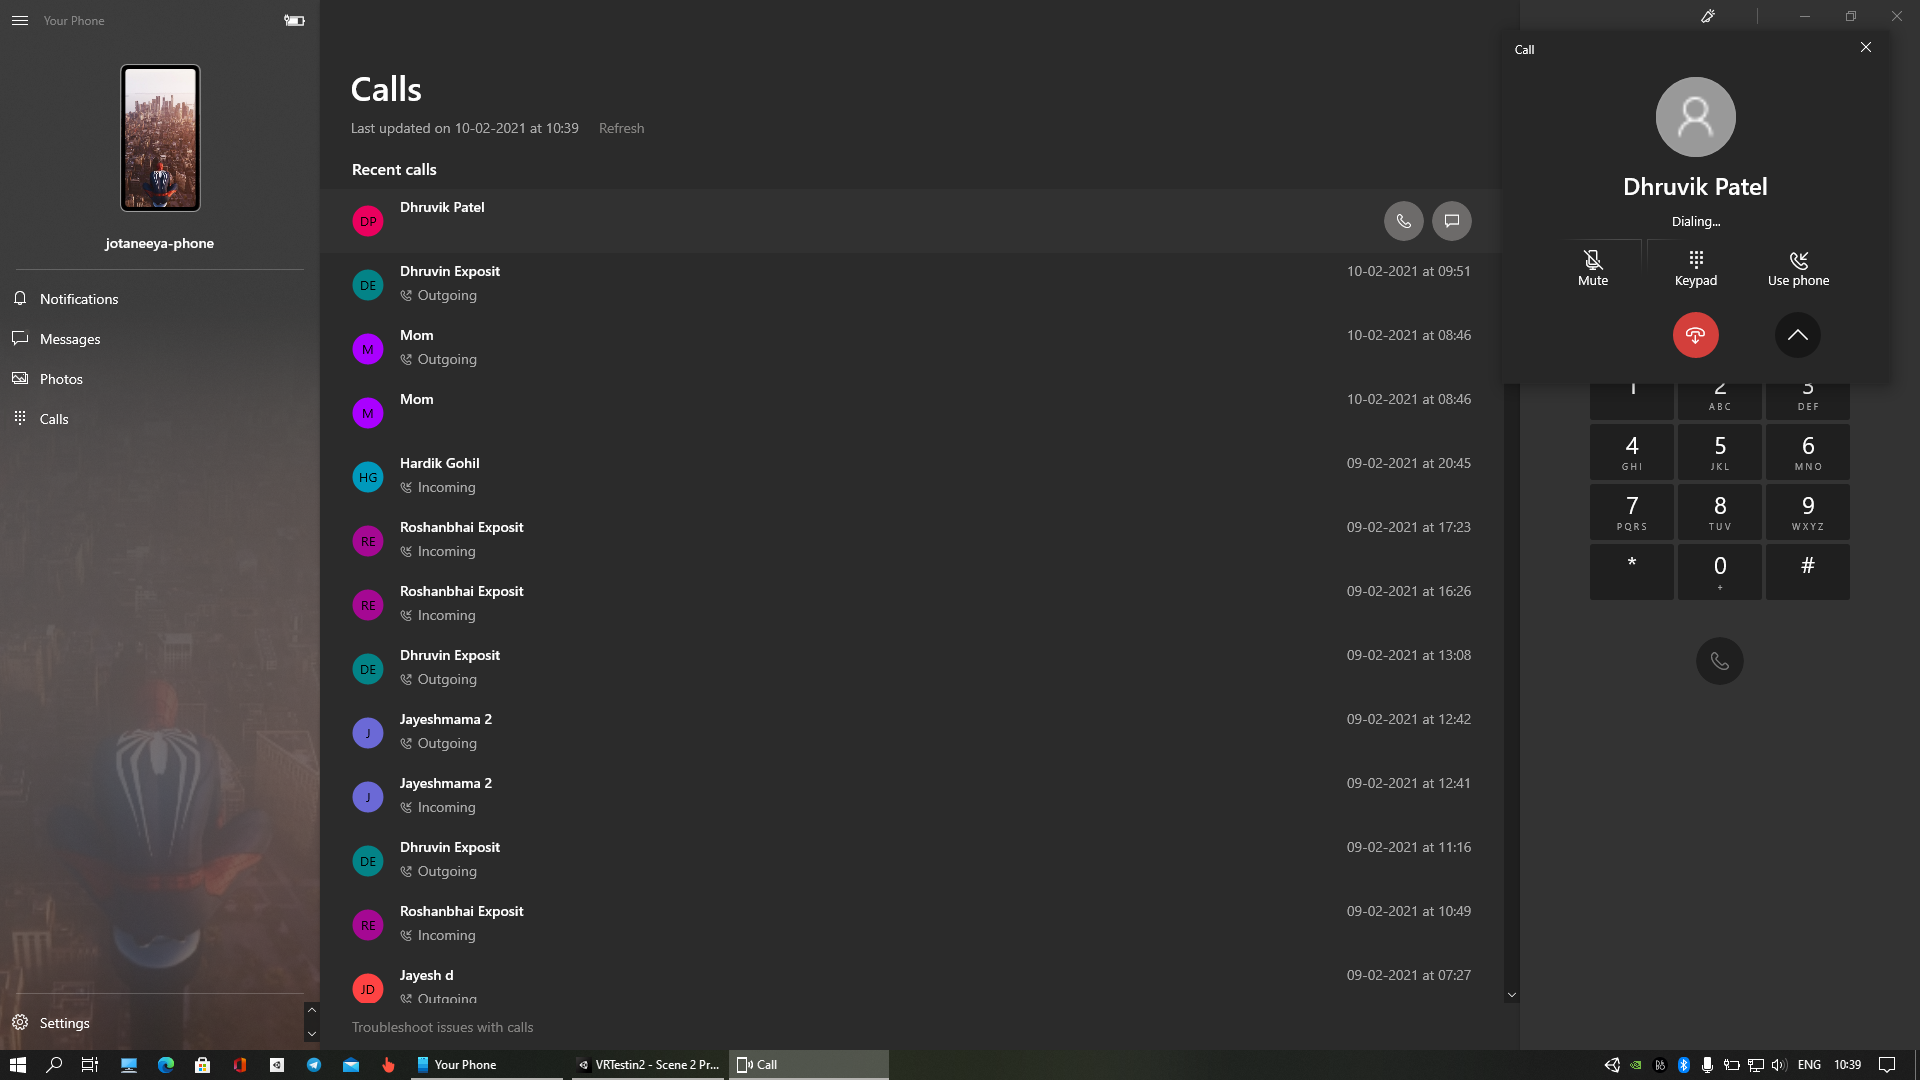 Your Phone
jotaneeya-phone
Notifications
Messages
Photos
Calls
Settings
Calls
Last updated on 10-02-2021 at 10:39 Refresh
Recent calls
DP Dhruvik Patel
DE Dhruvin Exposit 10-02-2021 at 09:51
Outgoing
M Mom 10-02-2021 at 08:46
Outgoing
M Mom 10-02-2021 at 08:46
HG Hardik Gohil 09-02-2021 at 20:45
Incoming
RE Roshanbhai Exposit 09-02-2021 at 17:23
Incoming
RE Roshanbhai Exposit 09-02-2021 at 16:26
Incoming
DE Dhruvin Exposit 09-02-2021 at 13:08
Outgoing
J Jayeshmama 2 09-02-2021 at 12:42
Outgoing
J Jayeshmama 2 09-02-2021 at 12:41
Incoming
DE Dhruvin Exposit 09-02-2021 at 11:16
Outgoing
RE Roshanbhai Exposit 09-02-2021 at 10:49
Incoming
JD Jayesh d 09-02-2021 at 07:27
Outgoing
Troubleshoot issues with calls
Call
Dhruvik Patel
Dialing...
Mute Keypad Use phone
1 2 3
ABC DEF
4 5 6
GHI JKL MNO
7 8 9
PQRS TUV WXYZ
* 0 #
+
Your Phone VRTestin2 - Scene 2 Pr... Call ENG 10:39